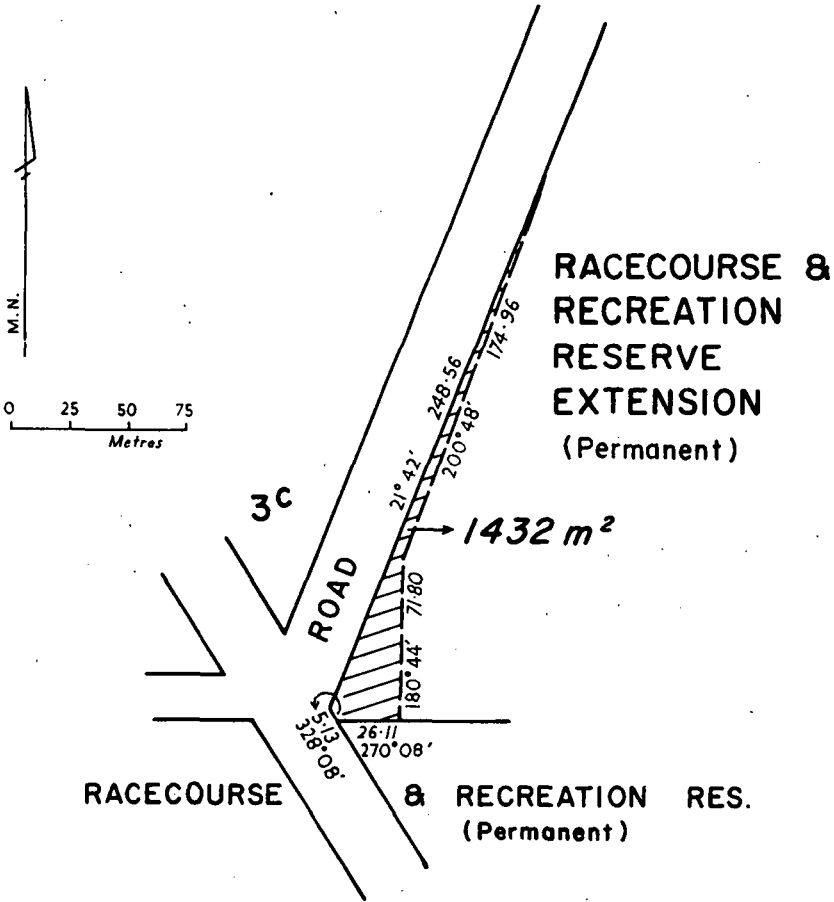 M.N.
0 25 50 75
Metres
RACECOURSE &
RECREATION
RESERVE
EXTENSION
(Permanent)
248·56
174·96
21°42'
200°48'
3C
1432 m²
ROAD
71·80
180°44'
5·13
328°08'
26·11
270°08'
RACECOURSE & RECREATION RES.
(Permanent)